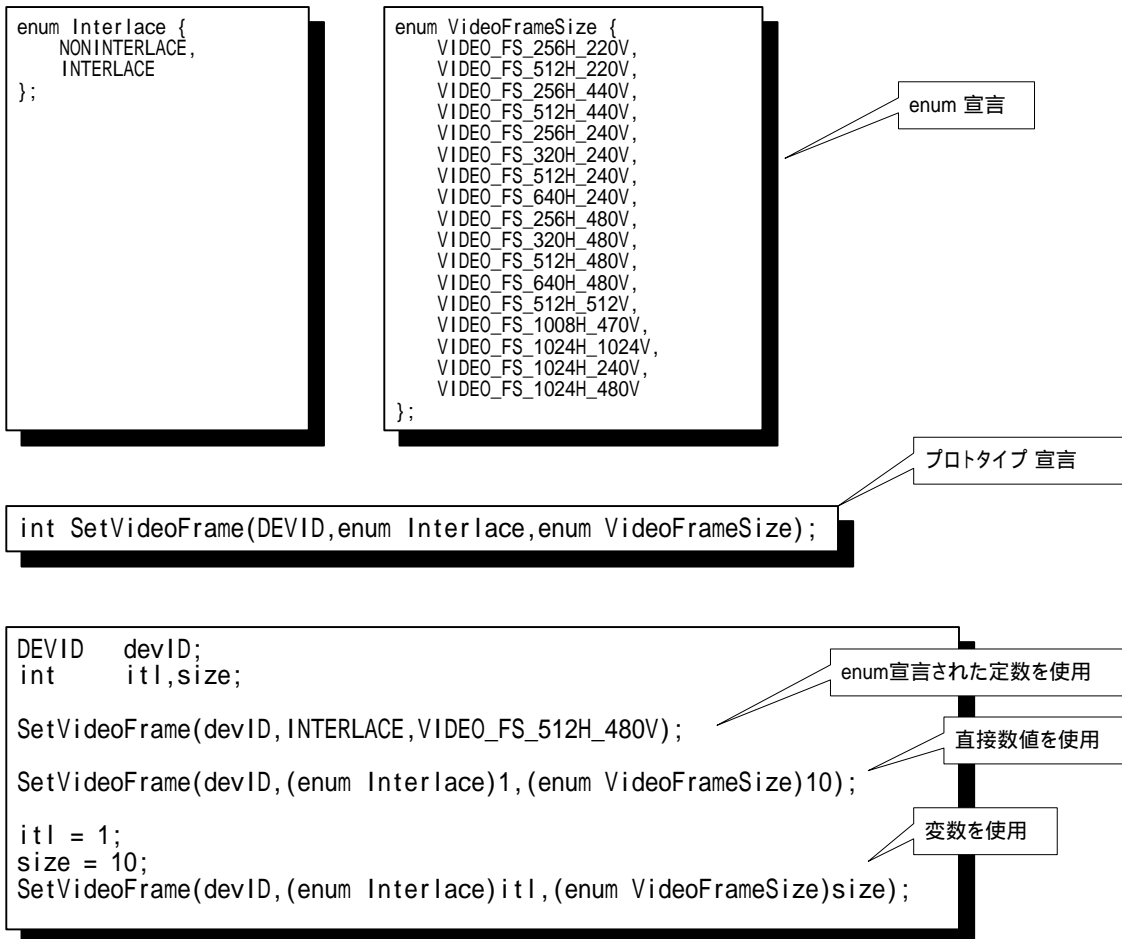 enum Interlace {
    NONINTERLACE,
    INTERLACE
};
enum VideoFrameSize {
    VIDEO_FS_256H_220V,
    VIDEO_FS_512H_220V,
    VIDEO_FS_256H_440V,
    VIDEO_FS_512H_440V,
    VIDEO_FS_256H_240V,
    VIDEO_FS_320H_240V,
    VIDEO_FS_512H_240V,
    VIDEO_FS_640H_240V,
    VIDEO_FS_256H_480V,
    VIDEO_FS_320H_480V,
    VIDEO_FS_512H_480V,
    VIDEO_FS_640H_480V,
    VIDEO_FS_512H_512V,
    VIDEO_FS_1008H_470V,
    VIDEO_FS_1024H_1024V,
    VIDEO_FS_1024H_240V,
    VIDEO_FS_1024H_480V
};
enum 宣言
プロトタイプ 宣言
int SetVideoFrame(DEVID,enum Interlace,enum VideoFrameSize);
DEVID   devID;
int     itl,size;
enum宣言された定数を使用
SetVideoFrame(devID,INTERLACE,VIDEO_FS_512H_480V);
直接数値を使用
SetVideoFrame(devID,(enum Interlace)1,(enum VideoFrameSize)10);
itl = 1;
変数を使用
size = 10;
SetVideoFrame(devID,(enum Interlace)itl,(enum VideoFrameSize)size);